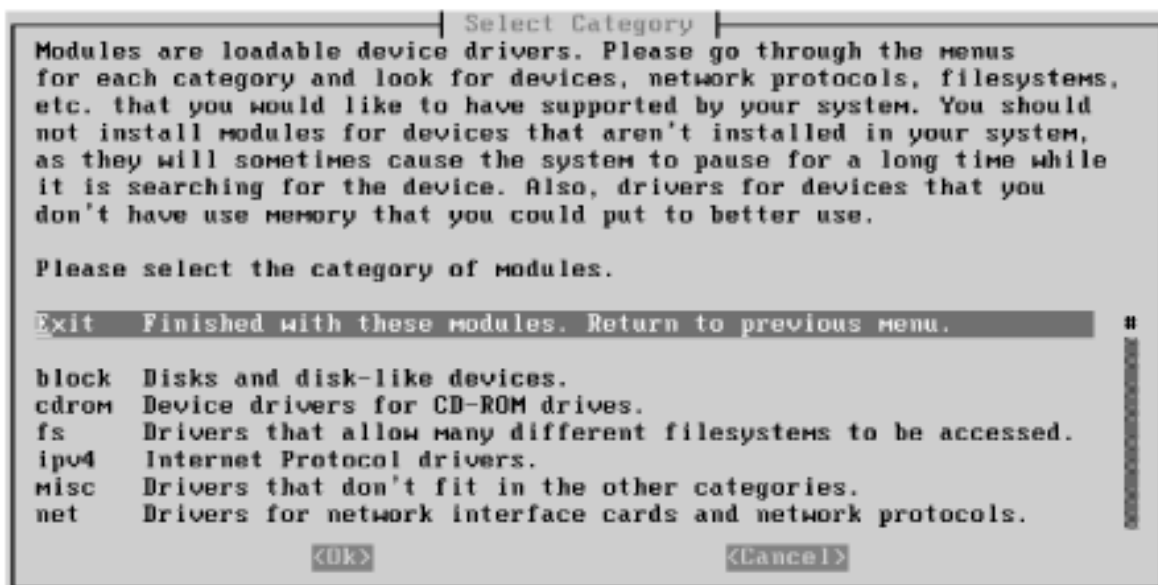 Select Category
Modules are loadable device drivers. Please go through the menus
for each category and look for devices, network protocols, filesystems,
etc. that you would like to have supported by your system. You should
not install modules for devices that aren't installed in your system,
as they will sometimes cause the system to pause for a long time while
it is searching for the device. Also, drivers for devices that you
don't have use memory that you could put to better use.
Please select the category of modules.
Exit Finished with these modules. Return to previous menu. #
block Disks and disk-like devices.
cdrom Device drivers for CD-ROM drives.
fs Drivers that allow many different filesystems to be accessed.
ipv4 Internet Protocol drivers.
misc Drivers that don't fit in the other categories.
net Drivers for network interface cards and network protocols.
<Ok> <Cancel>